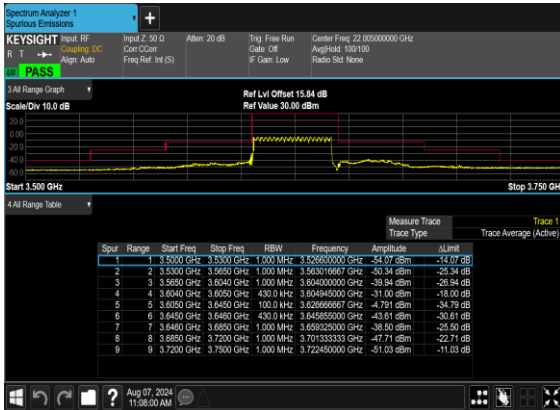 Spectrum Analyzer 1
Spurious Emissions
+
KEYSIGHT Input: RF Input Z: 50 Ω Atten: 20 dB Trig: Free Run Center Freq: 22.005000000 GHz
R T Coupling: DC Corr CCorr Gate: Off Avg|Hold: 100/100
Align: Auto Freq Ref: Int (S) IF Gain: Low Radio Std: None
PASS
3 All Range Graph
Ref Lvl Offset 15.84 dB
Scale/Div 10.0 dB Ref Value 30.00 dBm
20.0
0.00
-20.0
-40.0
-60.0
Start 3.500 GHz Stop 3.750 GH
4 All Range Table
Measure Trace Trace 1
Trace Type Trace Average (Active)
Spur Range Start Freq Stop Freq RBW Frequency Amplitude ΔLimit
1 1 3.5000 GHz 3.5300 GHz 1.000 MHz 3.526600000 GHz -54.07 dBm -14.07 dB
2 2 3.5300 GHz 3.5650 GHz 1.000 MHz 3.563016667 GHz -50.34 dBm -25.34 dB
3 3 3.5650 GHz 3.6040 GHz 1.000 MHz 3.604000000 GHz -39.94 dBm -26.94 dB
4 4 3.6040 GHz 3.6050 GHz 430.0 kHz 3.604945000 GHz -31.00 dBm -18.00 dB
5 5 3.6050 GHz 3.6450 GHz 100.0 kHz 3.626666667 GHz -4.791 dBm -34.79 dB
6 6 3.6450 GHz 3.6460 GHz 430.0 kHz 3.645855000 GHz -43.61 dBm -30.61 dB
7 7 3.6460 GHz 3.6850 GHz 1.000 MHz 3.659325000 GHz -38.50 dBm -25.50 dB
8 8 3.6850 GHz 3.7200 GHz 1.000 MHz 3.701333333 GHz -47.71 dBm -22.71 dB
9 9 3.7200 GHz 3.7500 GHz 1.000 MHz 3.722450000 GHz -51.03 dBm -11.03 dB
? Aug 07, 2024
11:08:00 AM